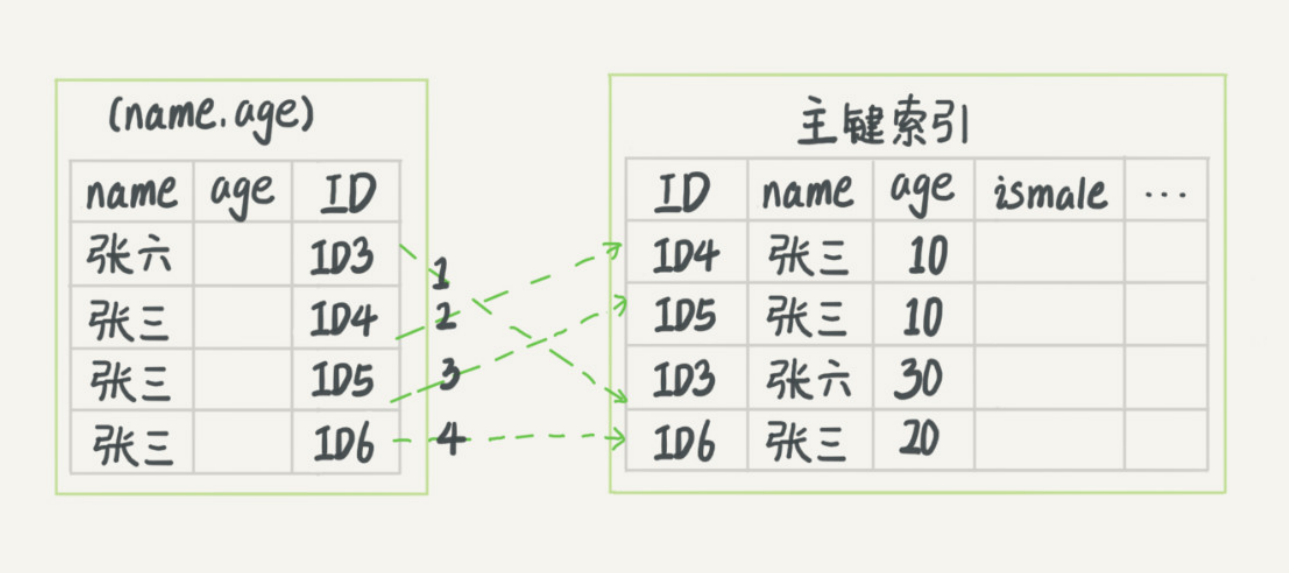 (name.age)
name age ID
张六 ID3
张三 ID4
张三 ID5
张三 ID6
1
2
3
4
主键索引
ID name age ismale ...
ID4 张三 10
ID5 张三 10
ID3 张六 30
ID6 张三 20